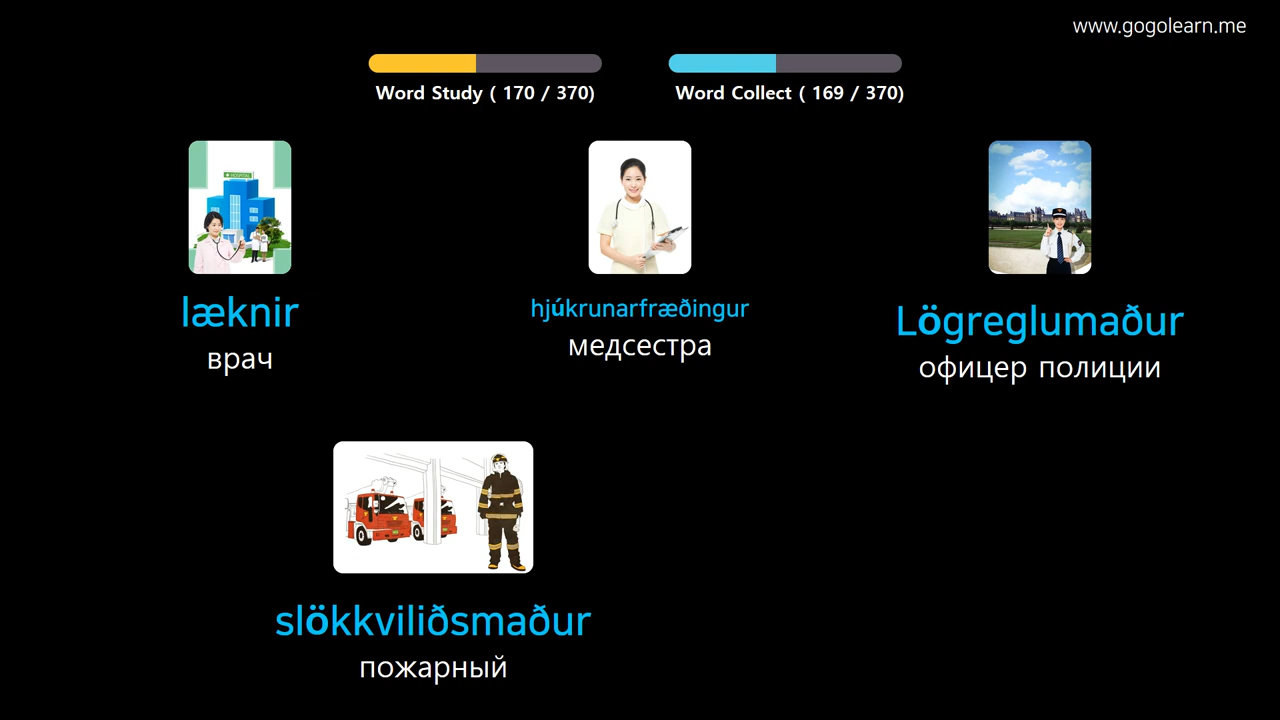 www.gogolearn.me
Word Study ( 170 / 370)
Word Collect ( 169 / 370)
HOSPITAL
læknir
врач
hjúkrunarfræðingur
медсестра
Lögreglumaður
офицер полиции
slökkviliðsmaður
пожарный